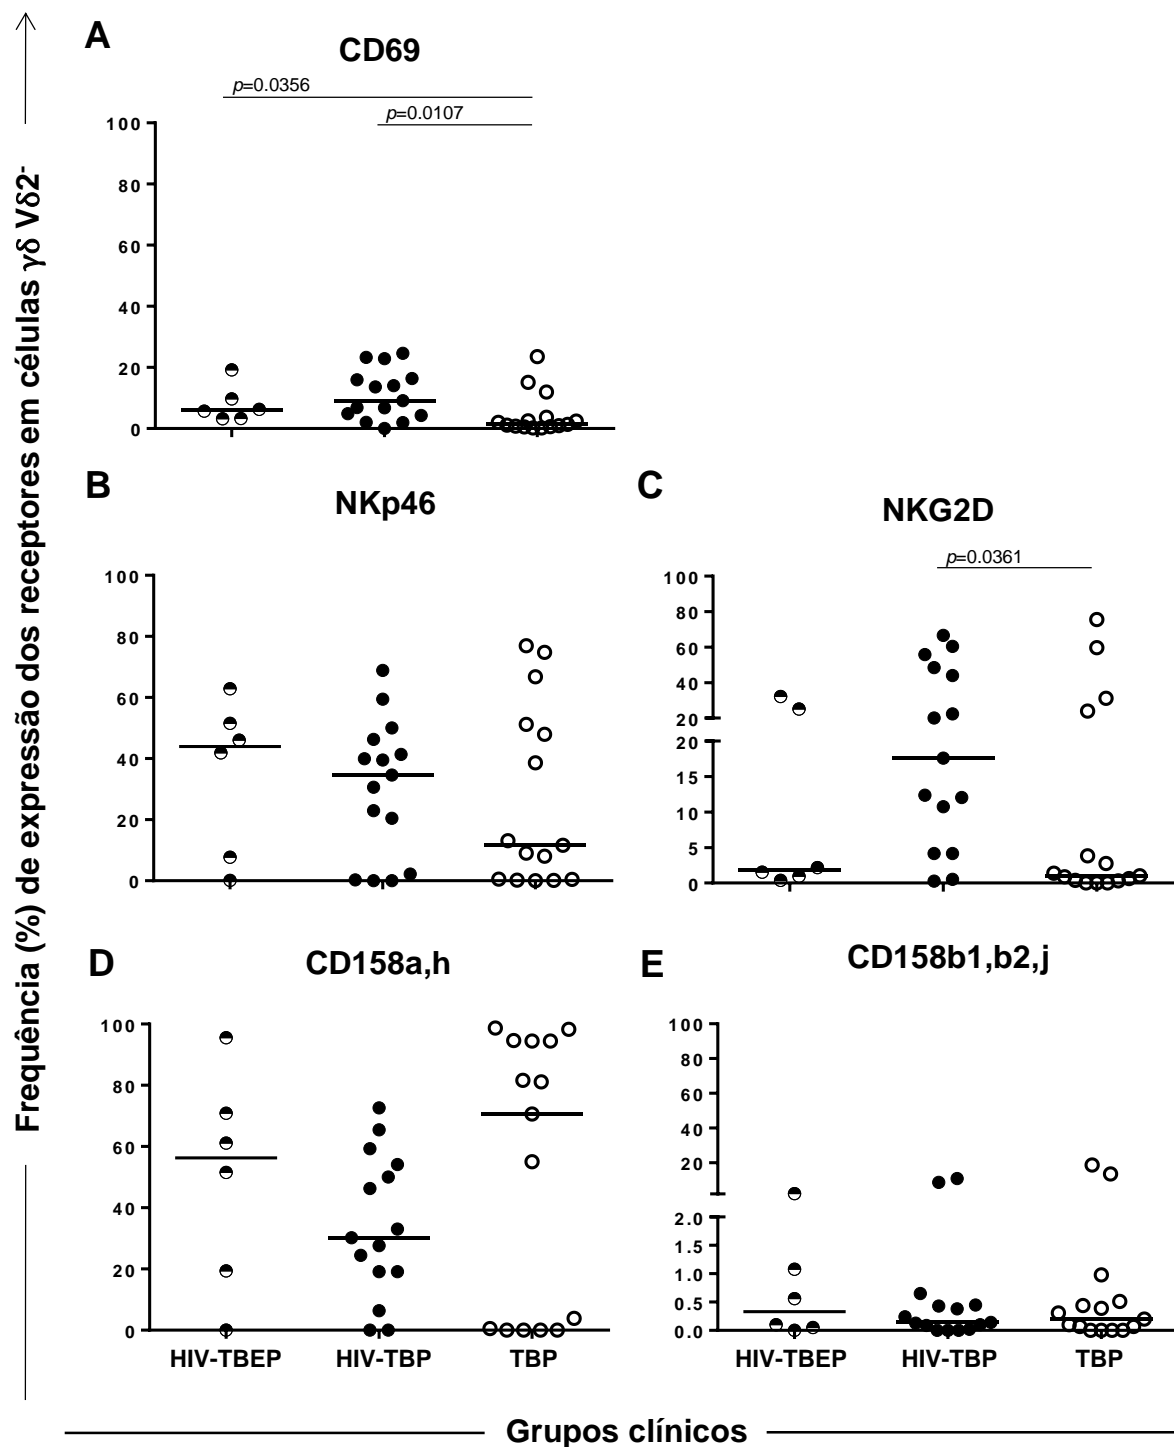 Frequência (%) de expressão dos receptores em células γδ Vδ2-
A
CD69
p=0.0356
p=0.0107
100
80
60
40
20
0
B
NKp46
100
80
60
40
20
0
C
NKG2D
p=0.0361
100
80
60
40
20
20
15
10
5
0
D
CD158a,h
100
80
60
40
20
0
HIV-TBEP HIV-TBP TBP
E
CD158b1,b2,j
100
80
60
40
20
2.0
1.5
1.0
0.5
0.0
HIV-TBEP HIV-TBP TBP
Grupos clínicos